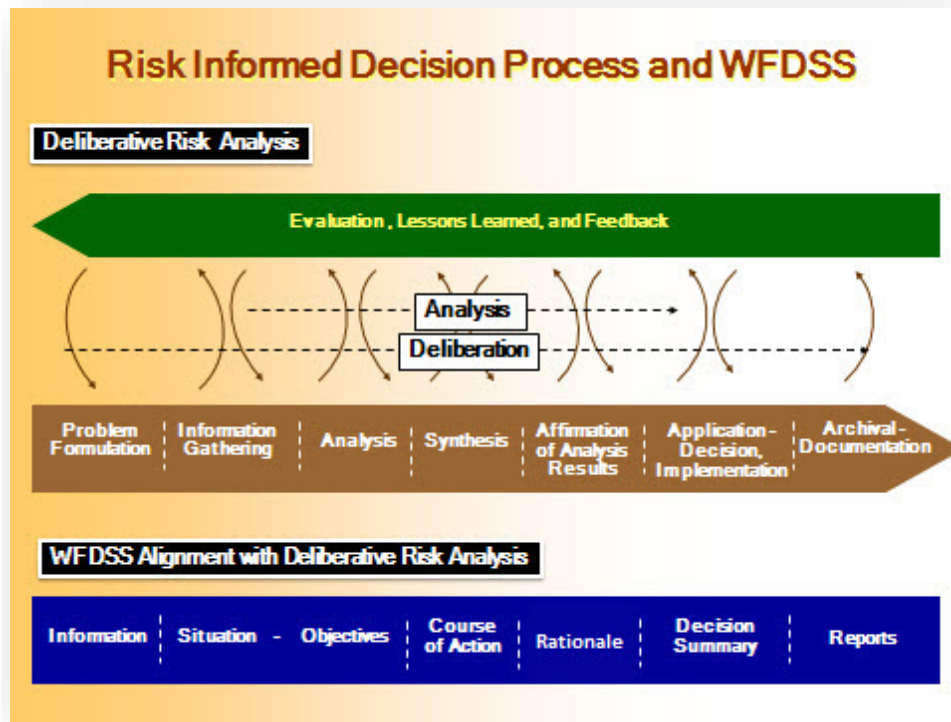 Risk Informed Decision Process and WFDSS
Deliberative Risk Analysis
Evaluation , Lessons Learned, and Feedback
Analysis
Deliberation
Problem
Formulation
Information
Gathering
Analysis
Synthesis
Affirmation
of Analysis
Results
Application-
Decision,
Implementation
Archival-
Documentation
WFDSS Alignment with Deliberative Risk Analysis
Information
Situation - Objectives
Course
of Action
Rationale
Decision
Summary
Reports